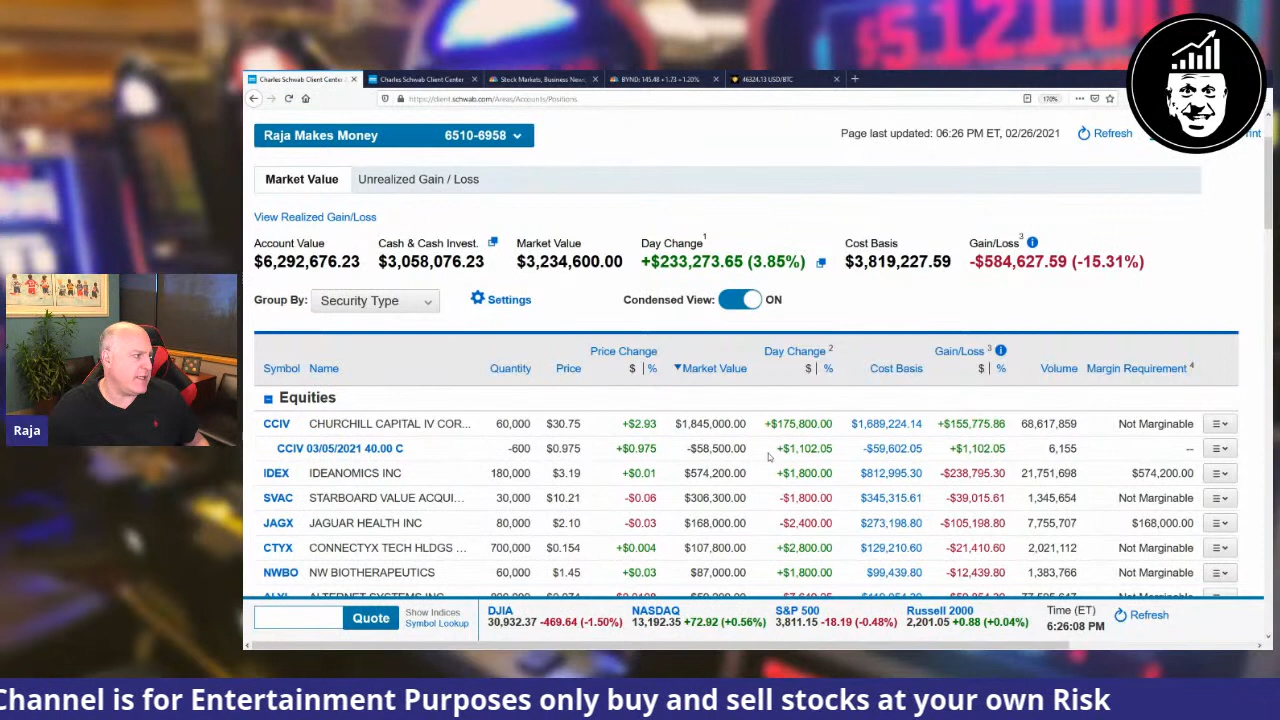 $5121.00
Charles Schwab Client Center
Charles Schwab Client Center
Stock Markets, Business News
BYND: 145.48 +1.73 +1.20%
46324.13 USD/BTC
https://client.schwab.com/Areas/Accounts/Positions
170%
Raja Makes Money 6510-6958
Page last updated: 06:26 PM ET, 02/26/2021 Refresh
Market Value Unrealized Gain / Loss
View Realized Gain/Loss
Account Value Cash & Cash Invest. Market Value Day Change 1 Cost Basis Gain/Loss 3
$6,292,676.23 $3,058,076.23 $3,234,600.00 +$233,273.65 (3.85%) $3,819,227.59 -$584,627.59 (-15.31%)
Group By: Security Type Settings Condensed View: ON
Price Change Day Change 2 Gain/Loss 3
Symbol Name Quantity Price $ | % Market Value $ | % Cost Basis $ | % Volume Margin Requirement 4
Equities
CCIV CHURCHILL CAPITAL IV COR... 60,000 $30.75 +$2.93 $1,845,000.00 +$175,800.00 $1,689,224.14 +$155,775.86 68,617,859 Not Marginable
CCIV 03/05/2021 40.00 C -600 $0.975 +$0.975 -$58,500.00 +$1,102.05 -$59,602.05 +$1,102.05 6,155 --
IDEX IDEANOMICS INC 180,000 $3.19 +$0.01 $574,200.00 +$1,800.00 $812,995.30 -$238,795.30 21,751,698 $574,200.00
SVAC STARBOARD VALUE ACQUI... 30,000 $10.21 -$0.06 $306,300.00 -$1,800.00 $345,315.61 -$39,015.61 1,345,654 Not Marginable
JAGX JAGUAR HEALTH INC 80,000 $2.10 -$0.03 $168,000.00 -$2,400.00 $273,198.80 -$105,198.80 7,755,707 $168,000.00
CTYX CONNECTYX TECH HLDGS ... 700,000 $0.154 +$0.004 $107,800.00 +$2,800.00 $129,210.60 -$21,410.60 2,021,112 Not Marginable
NWBO NW BIOTHERAPEUTICS 60,000 $1.45 +$0.03 $87,000.00 +$1,800.00 $99,439.80 -$12,439.80 1,383,766 Not Marginable
Quote
Show Indices
Symbol Lookup
DJIA NASDAQ S&P 500 Russell 2000 Time (ET) Refresh
30,932.37 -469.64 (-1.50%) 13,192.35 +72.92 (+0.56%) 3,811.15 -18.19 (-0.48%) 2,201.05 +0.88 (+0.04%) 6:26:08 PM
Raja
Channel is for Entertainment Purposes only buy and sell stocks at your own Risk